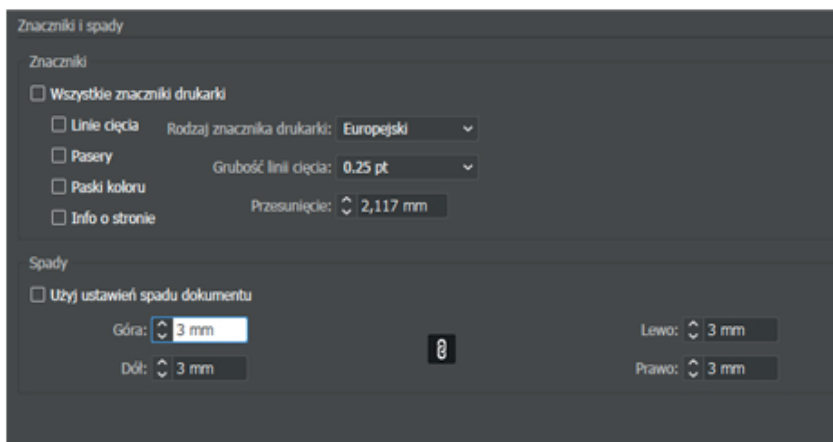 Znaczniki i spady
Znaczniki
Wszystkie znaczniki drukarki
Linie cięcia Rodzaj znacznika drukarki: Europejski
Pasery
Grubość linii cięcia: 0.25 pt
Paski koloru
Przesunięcie: 2,117 mm
Info o stronie
Spady
Użyj ustawień spadu dokumentu
Góra: 3 mm Lewo: 3 mm
Dół: 3 mm Prawo: 3 mm